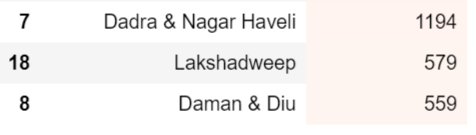 7 Dadra & Nagar Haveli 1194
18 Lakshadweep 579
8 Daman & Diu 559